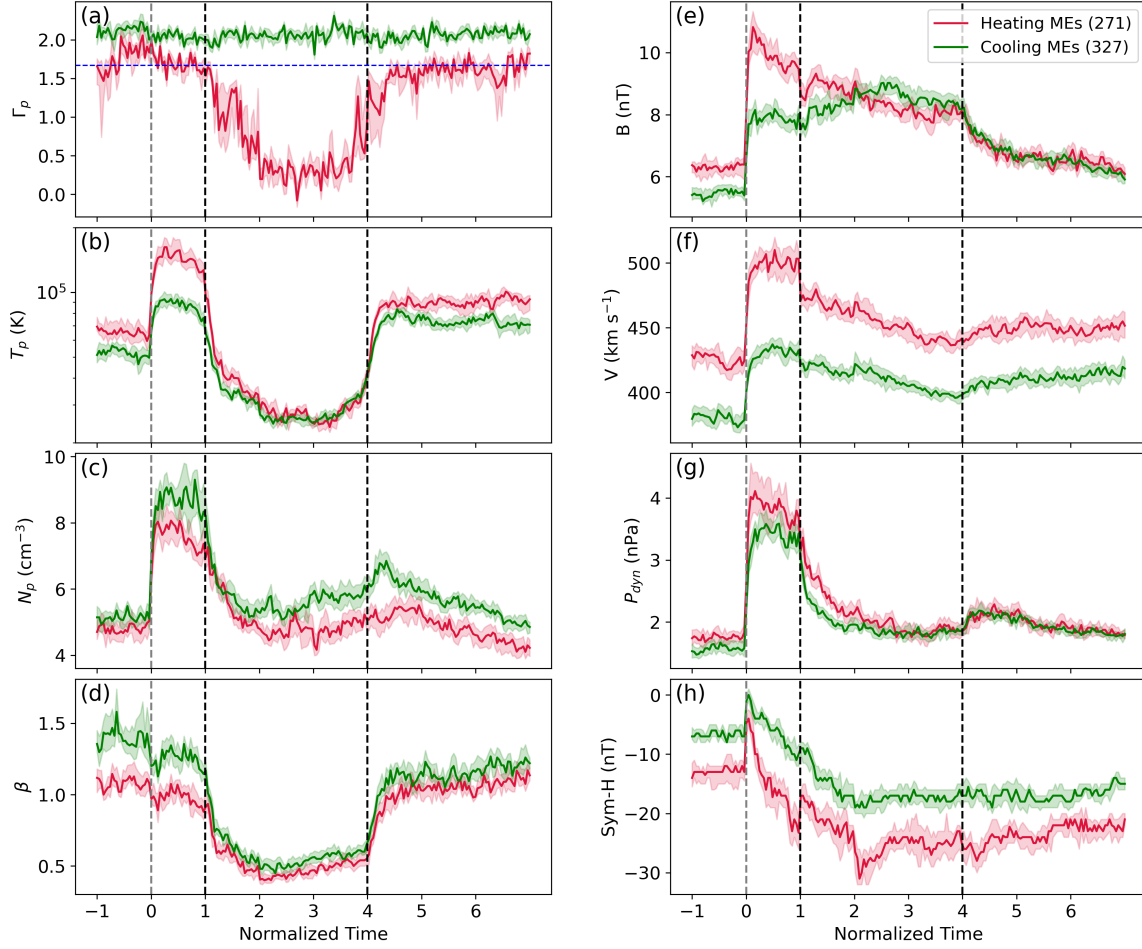 (a)
2.0
1.5
1.0
0.5
0.0
Γp
(b)
10^5
Tp (K)
(c)
10
8
6
4
Np (cm−3)
(d)
1.5
1.0
0.5
β
−1 0 1 2 3 4 5 6
Normalized Time
(e)
Heating MEs (271)
Cooling MEs (327)
10
8
6
B (nT)
(f)
500
450
400
V (km s−1)
(g)
4
3
2
Pdyn (nPa)
(h)
0
−10
−20
−30
Sym-H (nT)
−1 0 1 2 3 4 5 6
Normalized Time